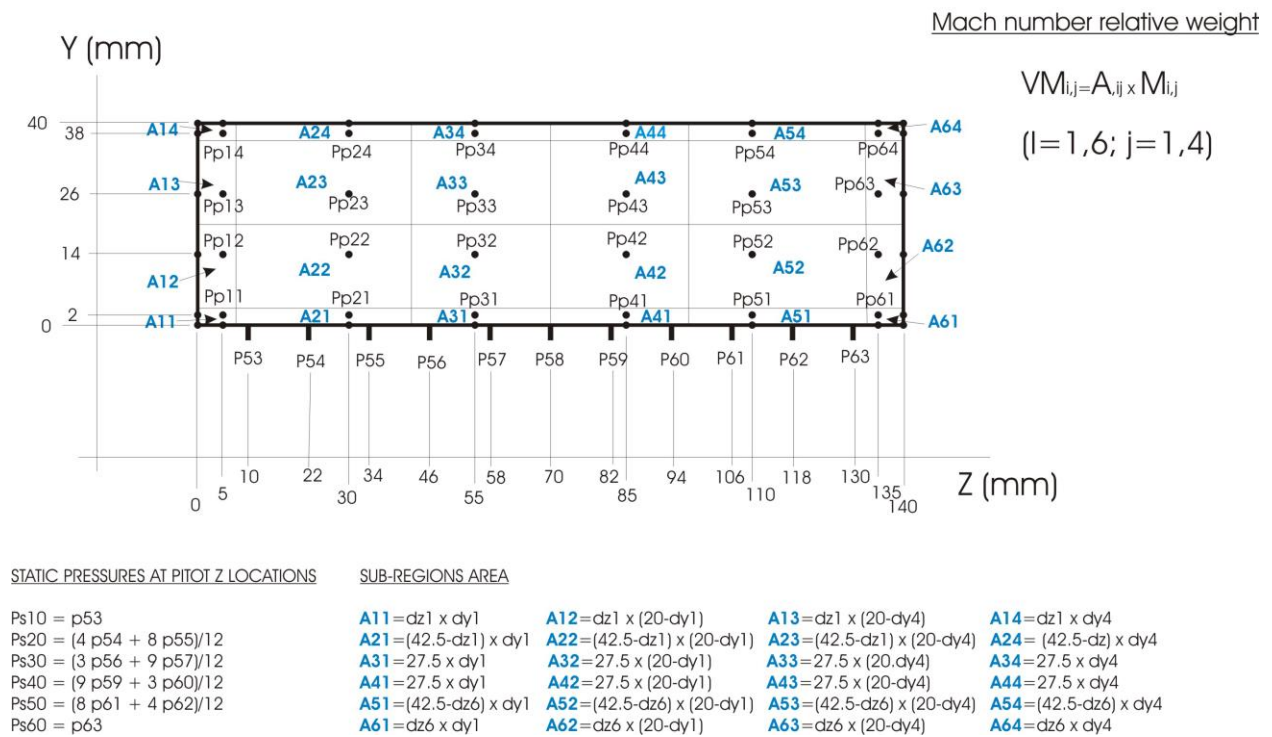 Mach number relative weight
Y (mm)
VMi,j=A,ij x Mi,j
(I=1,6; j=1,4)
40
38
26
14
2
0
A14 A24 A34 A44 A54 A64
Pp14 Pp24 Pp34 Pp44 Pp54 Pp64
A13 A23 A33 A43 A53 A63
Pp13 Pp23 Pp33 Pp43 Pp53 Pp63
Pp12 Pp22 Pp32 Pp42 Pp52 Pp62
A12 A22 A32 A42 A52 A62
Pp11 Pp21 Pp31 Pp41 Pp51 Pp61
A11 A21 A31 A41 A51 A61
P53 P54 P55 P56 P57 P58 P59 P60 P61 P62 P63
10 22 34 46 58 70 82 94 106 118 130
0 5 30 55 85 110 135 140
Z (mm)
STATIC PRESSURES AT PITOT Z LOCATIONS
Ps10 = p53
Ps20 = (4 p54 + 8 p55)/12
Ps30 = (3 p56 + 9 p57)/12
Ps40 = (9 p59 + 3 p60)/12
Ps50 = (8 p61 + 4 p62)/12
Ps60 = p63
SUB-REGIONS AREA
A11=dz1 x dy1 A12=dz1 x (20-dy1) A13=dz1 x (20-dy4) A14=dz1 x dy4
A21=(42.5-dz1) x dy1 A22=(42.5-dz1) x (20-dy1) A23=(42.5-dz1) x (20-dy4) A24= (42.5-dz) x dy4
A31=27.5 x dy1 A32=27.5 x (20-dy1) A33=27.5 x (20.dy4) A34=27.5 x dy4
A41=27.5 x dy1 A42=27.5 x (20-dy1) A43=27.5 x (20-dy4) A44=27.5 x dy4
A51=(42.5-dz6) x dy1 A52=(42.5-dz6) x (20-dy1) A53=(42.5-dz6) x (20-dy4) A54=(42.5-dz6) x dy4
A61=dz6 x dy1 A62=dz6 x (20-dy1) A63=dz6 x (20-dy4) A64=dz6 x dy4